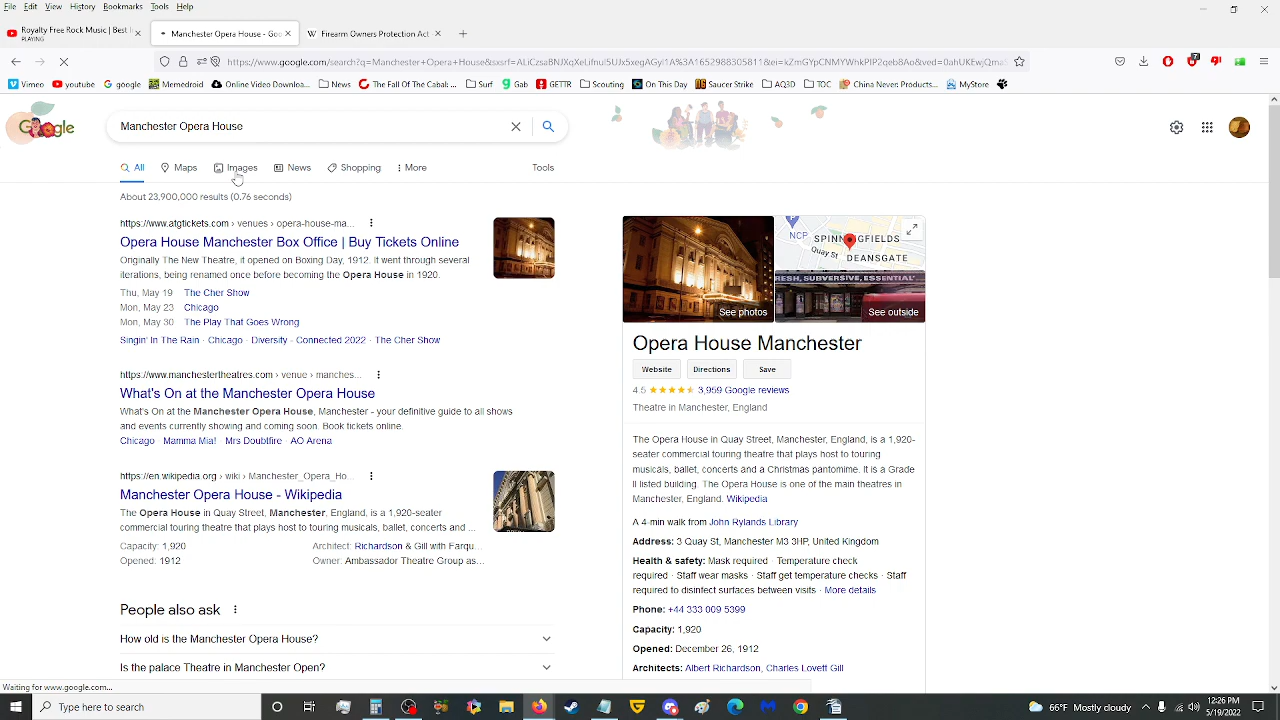 File Edit View History Bookmarks Tools Help
Royalty Free Rock Music | Best
PLAYING
Manchester Opera House - Goo
Firearm Owners Protection Act
https://www.google.com/search?q=Manchester+Opera+House&
Vimeo youtube google Memedroid Online Video Downloa... News The Fall Of The Cabal:... Surf Gab GETTR Scouting On This Day Saucer Strike AQ3D TOC China Never Products... MyStore
Google
Manchester Opera House
All Maps Images News Shopping More Tools
About 23,900,000 results (0.76 seconds)
https://www.atgtickets.com › venues › opera-house-ma...
Opera House Manchester Box Office | Buy Tickets Online
Originally The New Theatre, it opened on Boxing Day, 1912. It went through several
iterations, being renamed once before becoming the Opera House in 1920.
Thu, May 19 The Cher Show
Mon, May 23 Chicago
Mon, May 30 The Play That Goes Wrong
Singin' In The Rain · Chicago · Diversity - Connected 2022 · The Cher Show
https://www.manchestertheatres.com › venue › manches...
What's On at the Manchester Opera House
What's On at the Manchester Opera House, Manchester - your definitive guide to all shows
and events currently showing and coming soon. Book tickets online.
Chicago · Mamma Mia! · Mrs Doubtfire · AO Arena
https://en.wikipedia.org › wiki › Manchester_Opera_Ho...
Manchester Opera House - Wikipedia
The Opera House in Quay Street, Manchester, England, is a 1,920-seater
commercial touring theatre that plays host to touring musicals, ballet, concerts and ...
Capacity: 1,920 Architect: Richardson & Gill with Farqu...
Opened: 1912 Owner: Ambassador Theatre Group as...
People also ask
How old is the Manchester Opera House?
Is the palace Theatre in Manchester Open?
NCP SPINNINGFIELDS
Quay St DEANSGATE
FRESH, SUBVERSIVE, ESSENTIAL'
See photos See outside
Opera House Manchester
Website Directions Save
4.5 3,959 Google reviews
Theatre in Manchester, England
The Opera House in Quay Street, Manchester, England, is a 1,920-
seater commercial touring theatre that plays host to touring
musicals, ballet, concerts and a Christmas pantomime. It is a Grade
II listed building. The Opera House is one of the main theatres in
Manchester, England. Wikipedia
A 4-min walk from John Rylands Library
Address: 3 Quay St, Manchester M3 3HP, United Kingdom
Health & safety: Mask required · Temperature check
required · Staff wear masks · Staff get temperature checks · Staff
required to disinfect surfaces between visits · More details
Phone: +44 333 009 5399
Capacity: 1,920
Opened: December 26, 1912
Architects: Albert Richardson, Charles Lovett Gill
Waiting for www.google.com...
Type here to search
66°F Mostly cloudy
12:26 PM
5/19/2022